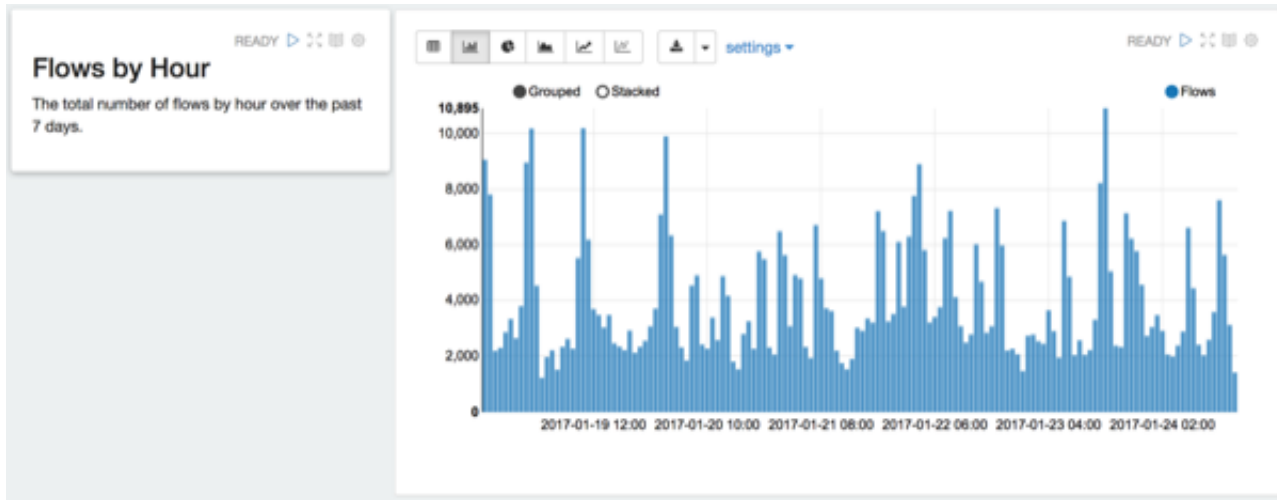 READY
Flows by Hour
The total number of flows by hour over the past
7 days.
settings
READY
Grouped Stacked
Flows
10,895
10,000
8,000
6,000
4,000
2,000
0
2017-01-19 12:00 2017-01-20 10:00 2017-01-21 08:00 2017-01-22 06:00 2017-01-23 04:00 2017-01-24 02:00